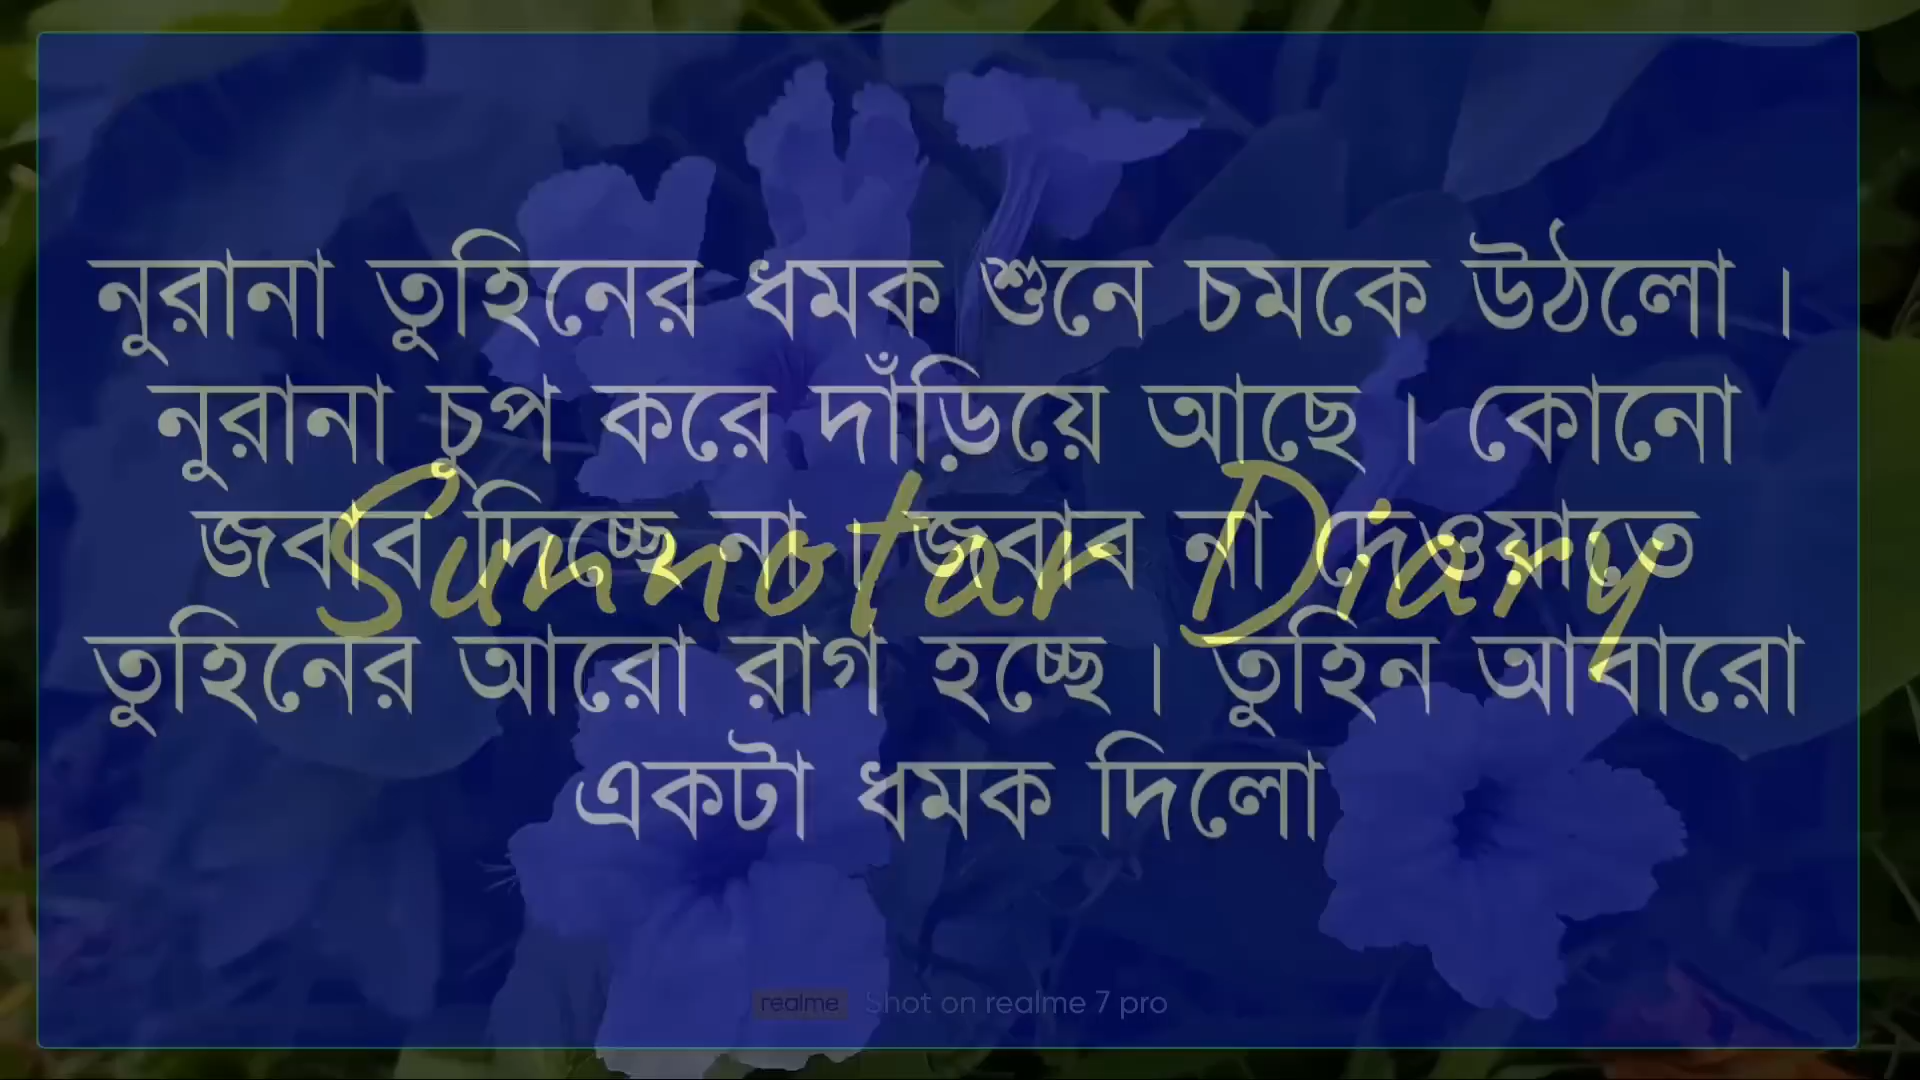 নুরানা তুহিনের ধমক শুনে চমকে উঠলো ।
নুরানা চুপ করে দাঁড়িয়ে আছে । কোনো
জবাব দিচ্ছে না । জবাব না দেওয়াতে
Sunnotar Diary
তুহিনের আরো রাগ হচ্ছে । তুহিন আবারো
একটা ধমক দিলো
realme Shot on realme 7 pro